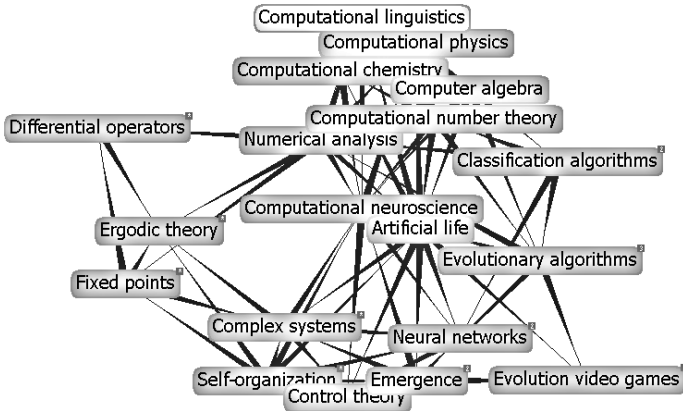 Computational linguistics
Computational physics
Computational chemistry
Computer algebra
Computational number theory
Differential operators
Numerical analysis
Classification algorithms
Computational neuroscience
Artificial life
Ergodic theory
Evolutionary algorithms
Fixed points
Complex systems
Neural networks
Self-organization
Emergence
Evolution video games
Control theory